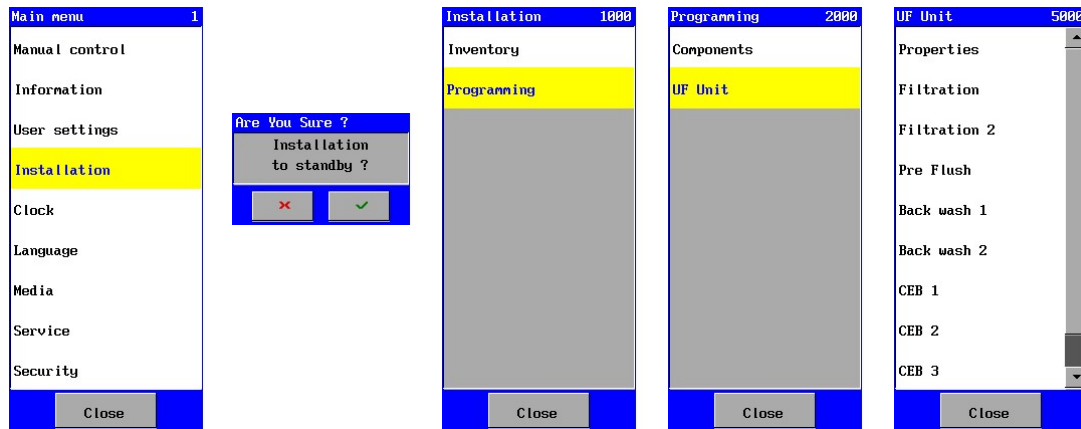 Main menu 1
Manual control
Information
User settings
Installation
Clock
Language
Media
Service
Security
Close
Are You Sure ?
Installation
to standby ?
Installation 1000
Inventory
Programming
Close
Programming 2000
Components
UF Unit
Close
UF Unit 5000
Properties
Filtration
Filtration 2
Pre Flush
Back wash 1
Back wash 2
CEB 1
CEB 2
CEB 3
Close